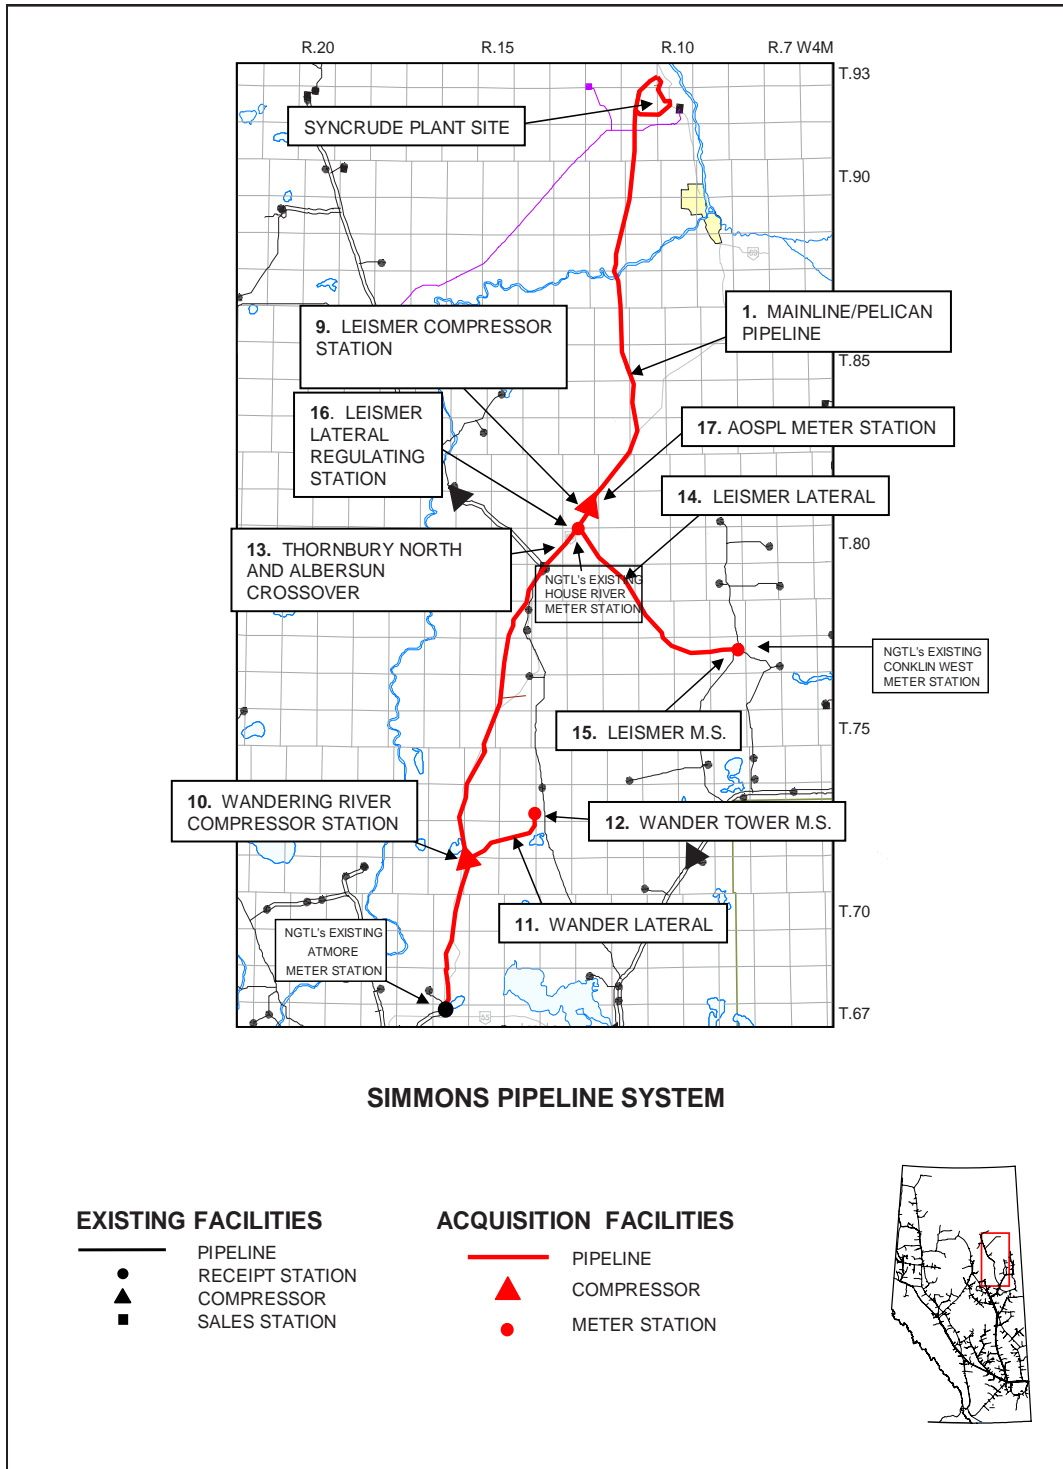 R.20
R.15
R.10
R.7 W4M
T.93
SYNCRUDE PLANT SITE
T.90
1. MAINLINE/PELICAN
PIPELINE
9. LEISMER COMPRESSOR
STATION
T.85
16. LEISMER
LATERAL
REGULATING
STATION
17. AOSPL METER STATION
14. LEISMER LATERAL
13. THORNBURY NORTH
AND ALBERSUN
CROSSOVER
T.80
NGTL's EXISTING
HOUSE RIVER
METER STATION
NGTL's EXISTING
CONKLIN WEST
METER STATION
15. LEISMER M.S.
T.75
10. WANDERING RIVER
COMPRESSOR STATION
12. WANDER TOWER M.S.
11. WANDER LATERAL
T.70
NGTL's EXISTING
ATMORE
METER STATION
T.67
SIMMONS PIPELINE SYSTEM
EXISTING FACILITIES
PIPELINE
RECEIPT STATION
COMPRESSOR
SALES STATION
ACQUISITION FACILITIES
PIPELINE
COMPRESSOR
METER STATION